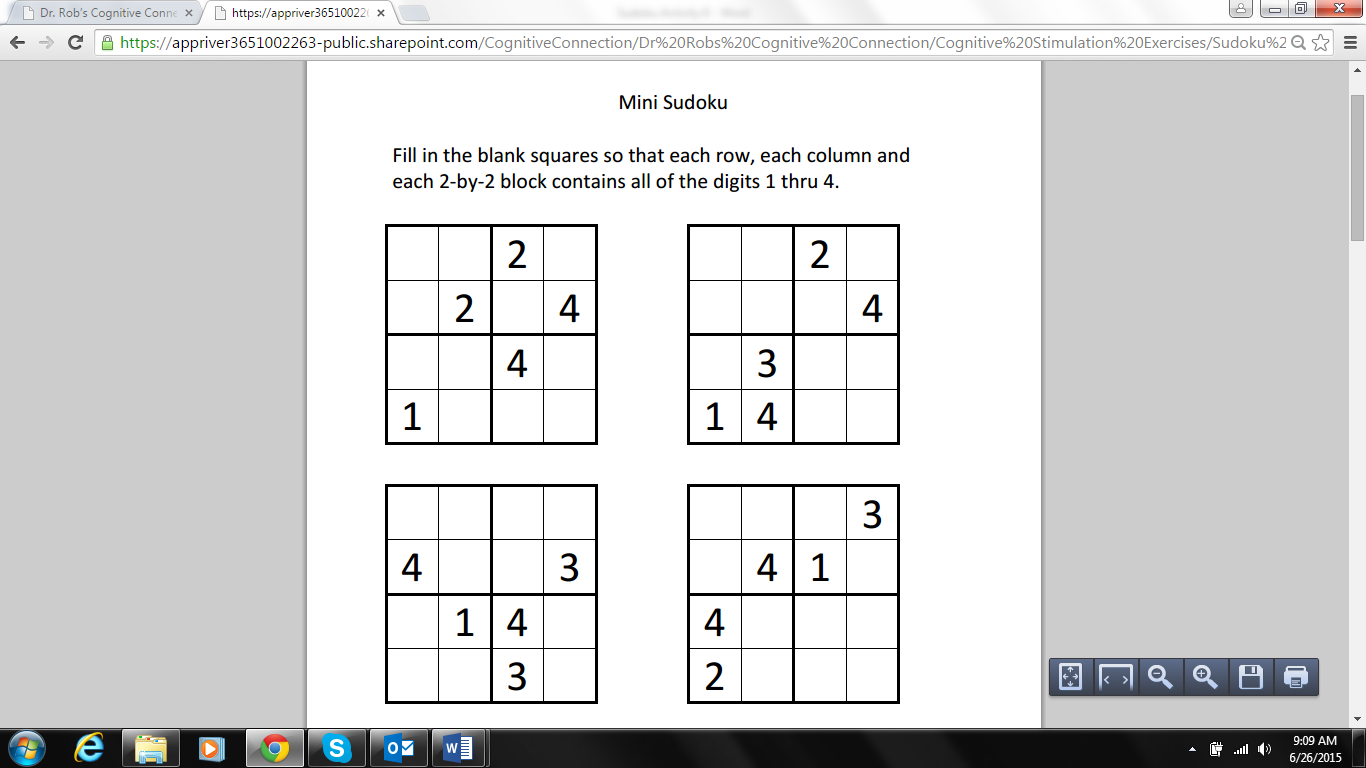 Dr. Rob's Cognitive Conne
https://appriver365100226
https://appriver3651002263-public.sharepoint.com/CognitiveConnection/Dr%20Robs%20Cognitive%20Connection/Cognitive%20Stimulation%20Exercises/Sudoku%2
Mini Sudoku
Fill in the blank squares so that each row, each column and
each 2-by-2 block contains all of the digits 1 thru 4.
2 2
2 4 4
4 3
1 1 4
3
4 3 4 1
1 4 4
3 2
9:09 AM
6/26/2015